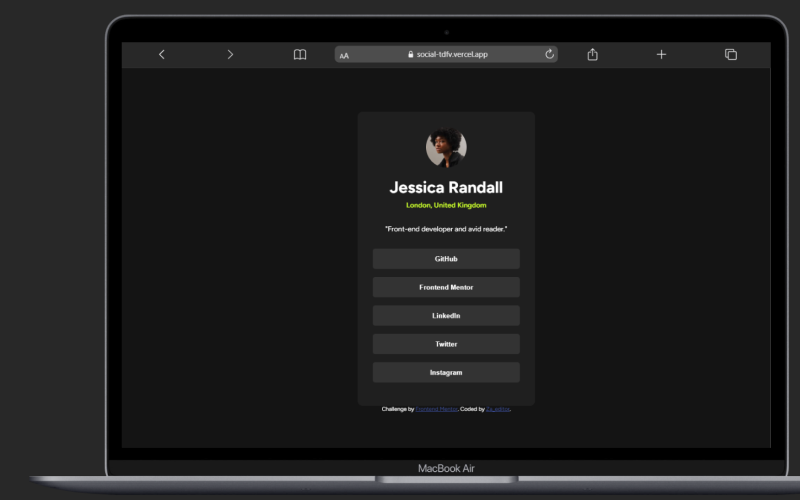 AA social-tdfv.vercel.app
Jessica Randall
London, United Kingdom
"Front-end developer and avid reader."
GitHub
Frontend Mentor
LinkedIn
Twitter
Instagram
Challenge by Frontend Mentor. Coded by
MacBook Air